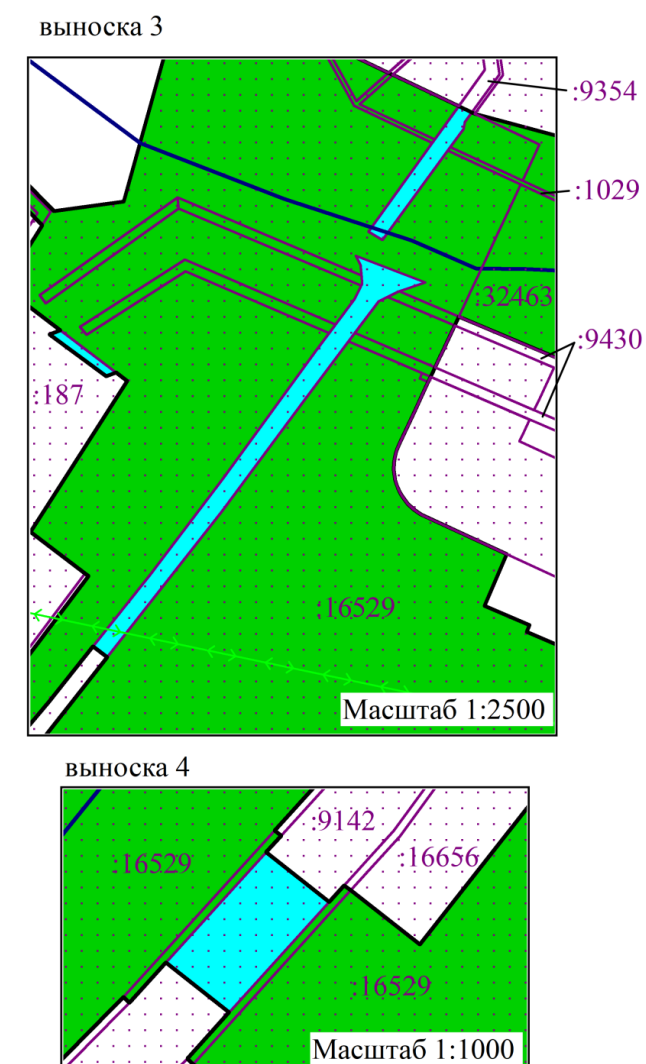 выноска 3
:9354
:1029
:32463
:9430
:187
:16529
Масштаб 1:2500
выноска 4
:9142
:16529
:16656
:16529
Масштаб 1:1000